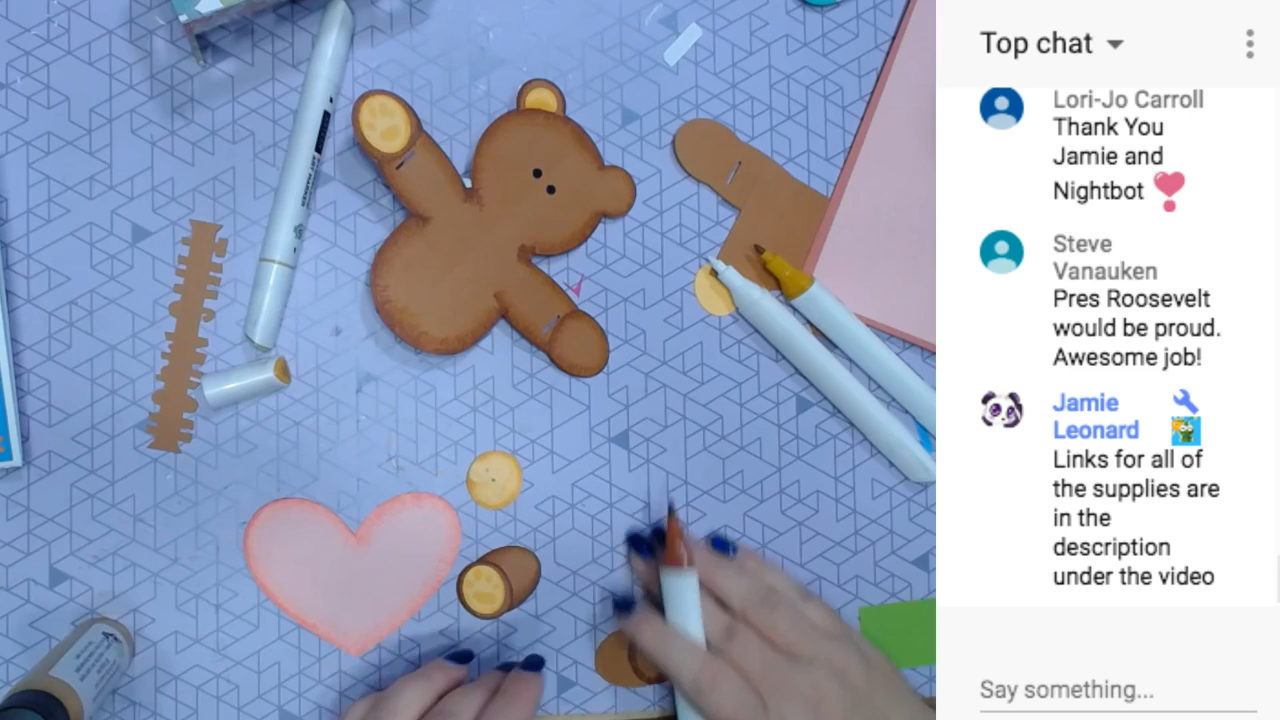 Top chat
Lori-Jo Carroll
Thank You
Jamie and
Nightbot
Steve
Vanauken
Pres Roosevelt
would be proud.
Awesome job!
Jamie
Leonard
Links for all of
the supplies are
in the
description
under the video
Say something...